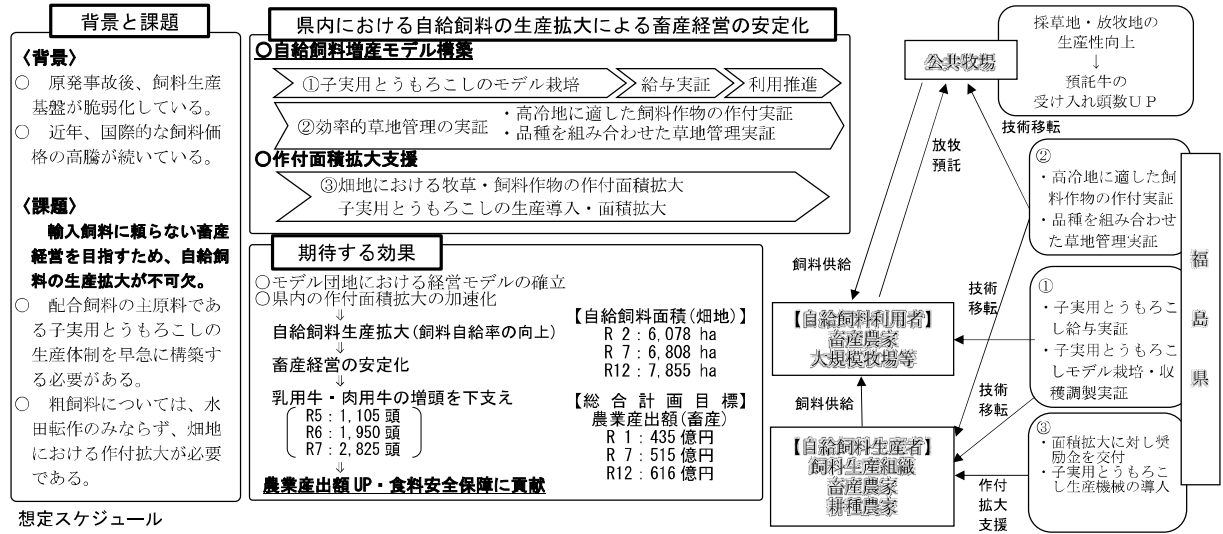 背景と課題
〈背景〉
○　原発事故後、飼料生産
基盤が脆弱化している。
○　近年、国際的な飼料価
格の高騰が続いている。
〈課題〉
輸入飼料に頼らない畜産
経営を目指すため、自給飼
料の生産拡大が不可欠。
○　配合飼料の主原料であ
る子実用とうもろこしの
生産体制を早急に構築す
る必要がある。
○　粗飼料については、水
田転作のみならず、畑地
における作付拡大が必要
である。
想定スケジュール
県内における自給飼料の生産拡大による畜産経営の安定化
○自給飼料増産モデル構築
①子実用とうもろこしのモデル栽培　給与実証　利用推進
②効率的草地管理の実証
・高冷地に適した飼料作物の作付実証
・品種を組み合わせた草地管理実証
○作付面積拡大支援
③畑地における牧草・飼料作物の作付面積拡大
子実用とうもろこしの生産導入・面積拡大
期待する効果
○モデル団地における経営モデルの確立
○県内の作付面積拡大の加速化
⇓
自給飼料生産拡大（飼料自給率の向上）
⇓
畜産経営の安定化
⇓
乳用牛・肉用牛の増頭を下支え
R5：1,105 頭
R6：1,950 頭
R7：2,825 頭
⇓
農業産出額 UP・食料安全保障に貢献
【自給飼料面積（畑地）】
R 2：6,078 ha
R 7：6,808 ha
R12：7,855 ha
【総合計画目標】
農業産出額（畜産）
R 1：435 億円
R 7：515 億円
R12：616 億円
公共牧場
採草地・放牧地の
生産性向上
↓
預託牛の
受け入れ頭数ＵＰ
技術移転
放牧
預託
飼料供給
技術
移転
【自給飼料利用者】
畜産農家
大規模牧場等
飼料供給
技術
移転
【自給飼料生産者】
飼料生産組織
畜産農家
耕種農家
作付
拡大
支援
②
・高冷地に適した飼
料作物の作付実証
・品種を組み合わせ
た草地管理実証
①
・子実用とうもろこ
し給与実証
・子実用とうもろこ
しモデル栽培・収
穫調製実証
③
・面積拡大に対し奨
励金を交付
・子実用とうもろこ
し生産機械の導入
福島県